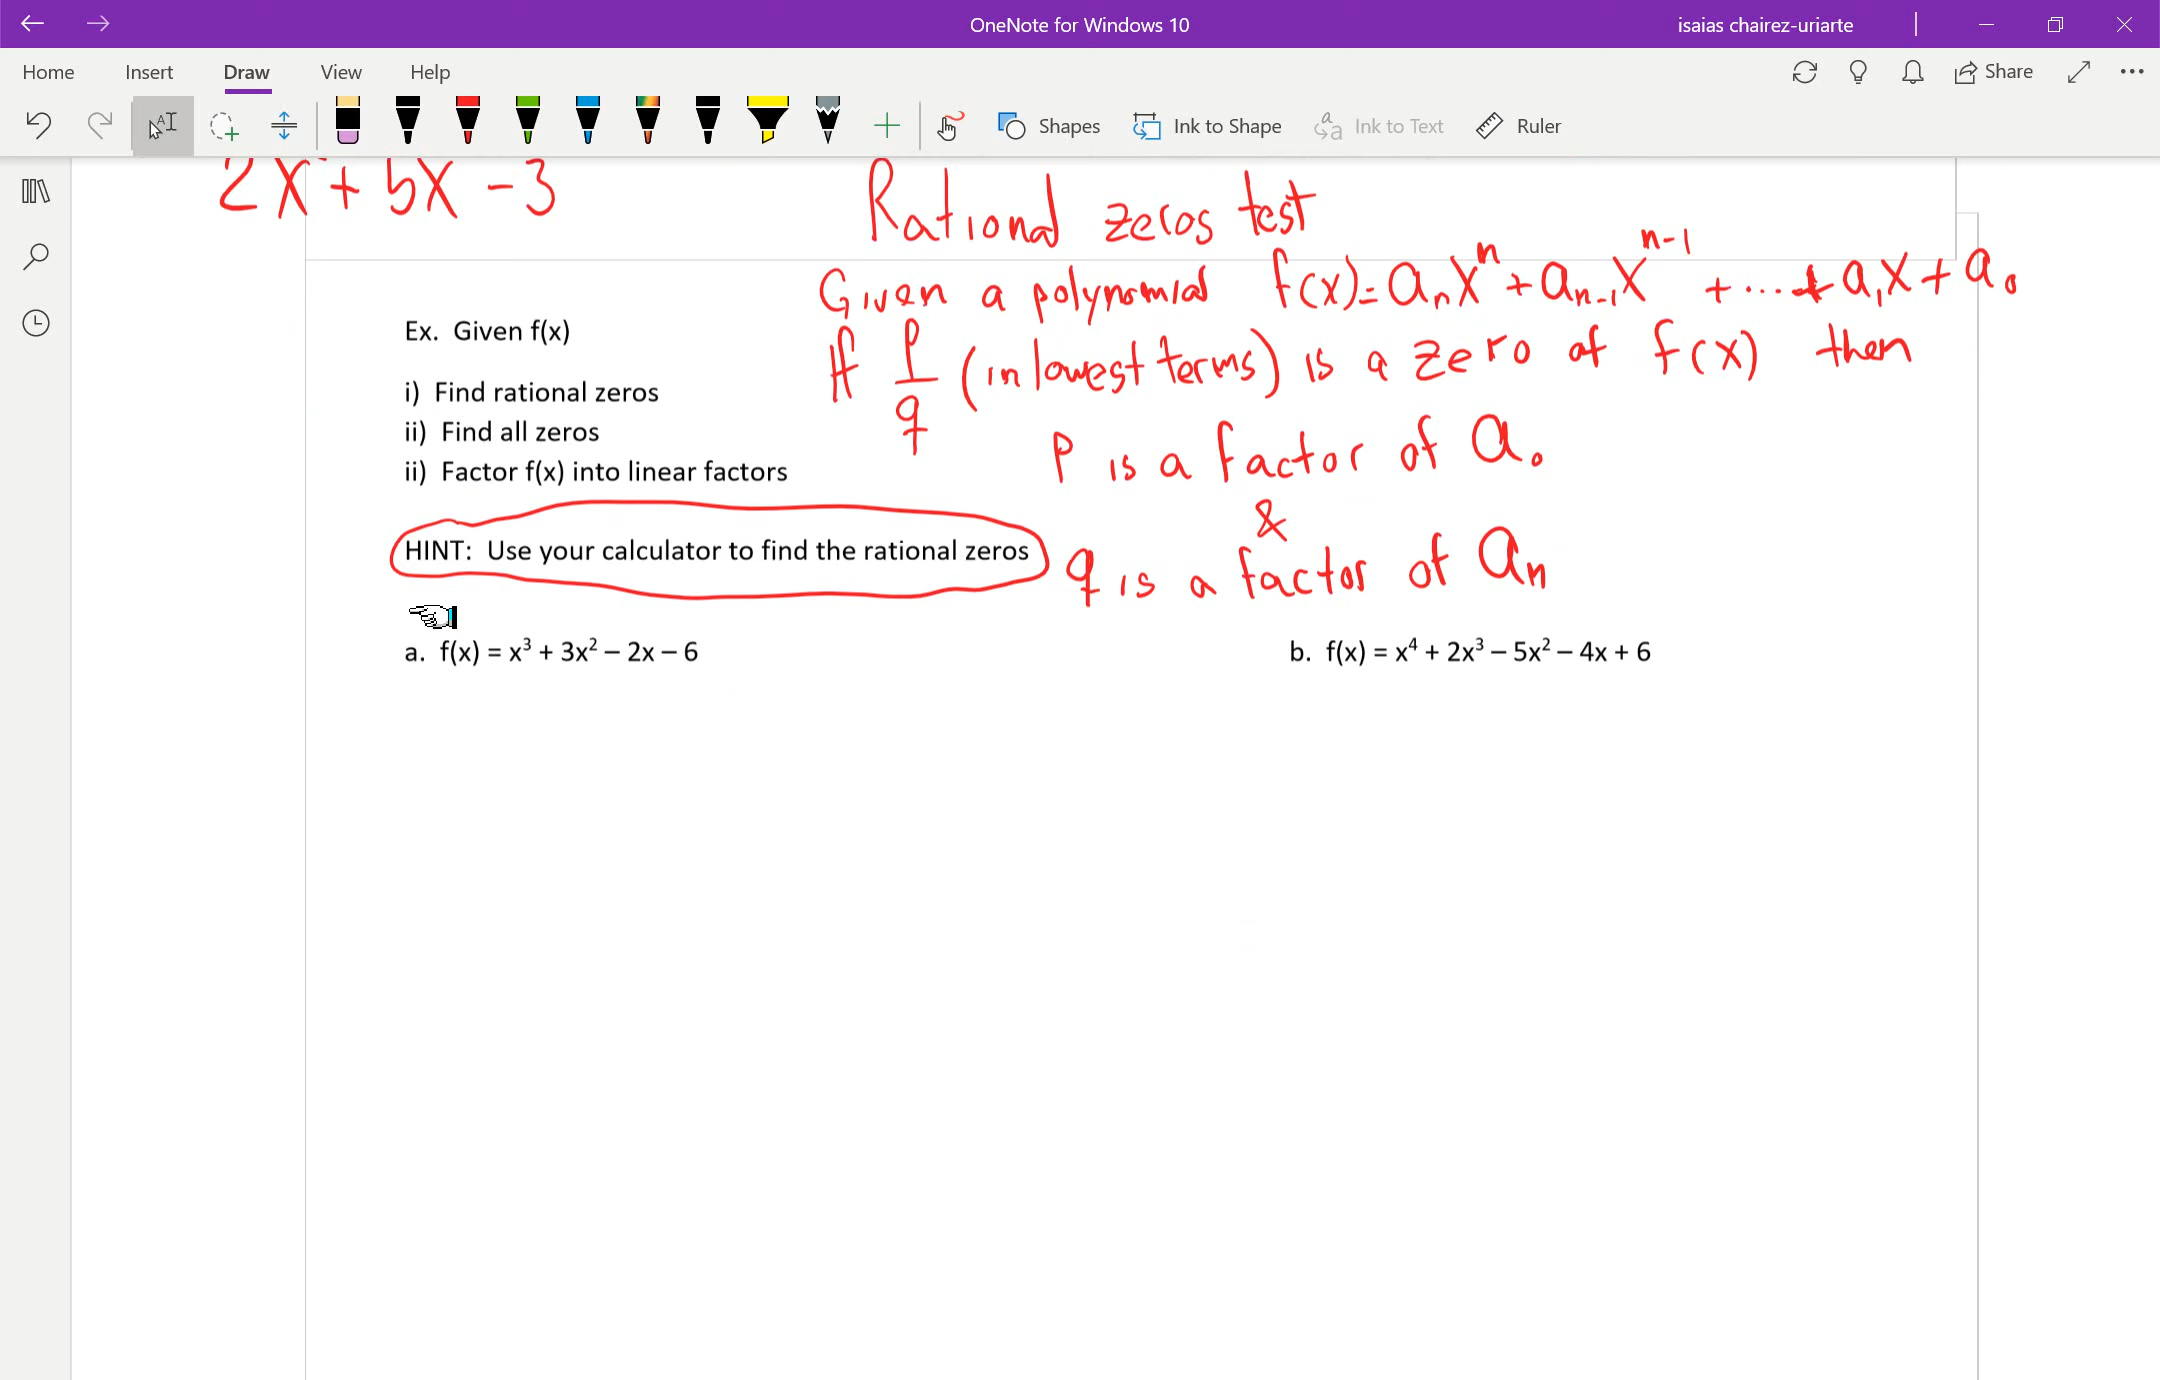 OneNote for Windows 10
isaias chairez-uriarte
Home Insert Draw View Help
Share
Shapes Ink to Shape Ink to Text Ruler
2x² + 5x - 3
Rational zeros test
Given a polynomial f(x) = aₙxⁿ + aₙ₋₁xⁿ⁻¹ + ... + a₁x + a₀
If p/q (in lowest terms) is a zero of f(x) then
p is a factor of a₀
&
q is a factor of aₙ
Ex. Given f(x)
i) Find rational zeros
ii) Find all zeros
ii) Factor f(x) into linear factors
HINT: Use your calculator to find the rational zeros
a. f(x) = x³ + 3x² – 2x – 6
b. f(x) = x⁴ + 2x³ – 5x² – 4x + 6